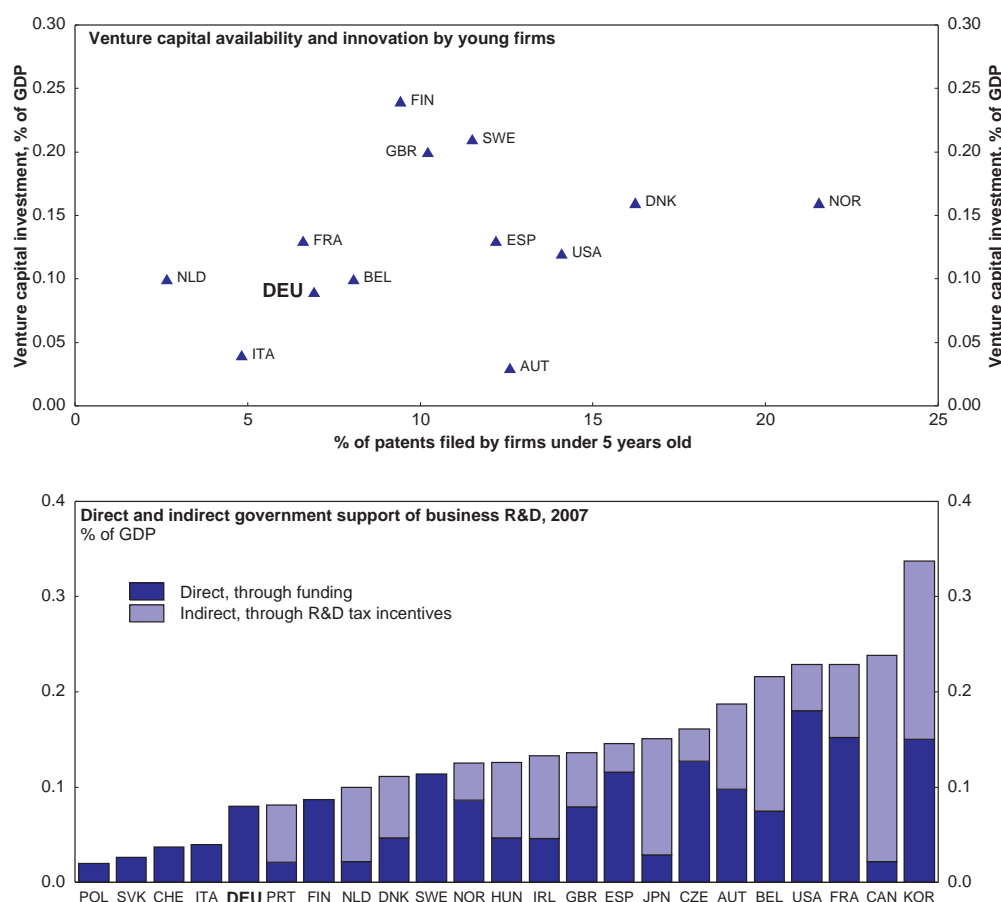 Venture capital availability and innovation by young firms
Venture capital investment, % of GDP
Venture capital investment, % of GDP
0.30
0.25
0.20
0.15
0.10
0.05
0.00
0.30
0.25
0.20
0.15
0.10
0.05
0.00
FIN
SWE
GBR
DNK
NOR
FRA
ESP
USA
NLD
BEL
DEU
ITA
AUT
0 5 10 15 20 25
% of patents filed by firms under 5 years old
Direct and indirect government support of business R&D, 2007
% of GDP
Direct, through funding
Indirect, through R&D tax incentives
0.4
0.3
0.2
0.1
0.0
0.4
0.3
0.2
0.1
0.0
POL SVK CHE ITA DEU PRT FIN NLD DNK SWE NOR HUN IRL GBR ESP JPN CZE AUT BEL USA FRA CAN KOR